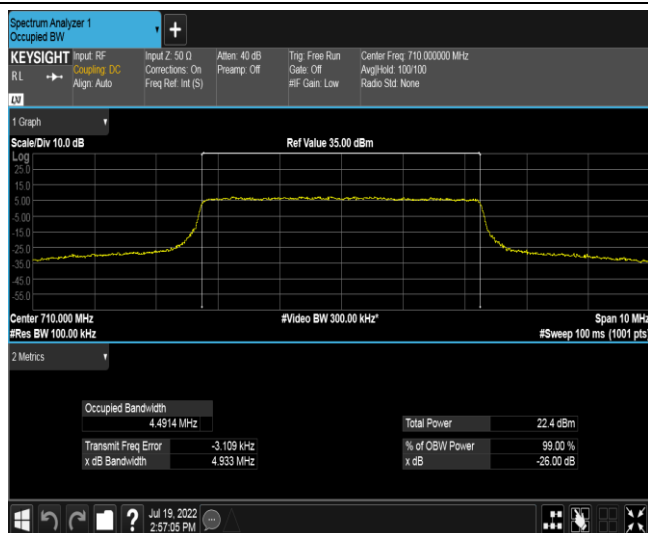 Spectrum Analyzer 1
Occupied BW
+
KEYSIGHT
R L
LXI
Input: RF
Coupling: DC
Align: Auto
Input Z: 50 Ω
Corrections: On
Freq Ref: Int (S)
Atten: 40 dB
Preamp: Off
Trig: Free Run
Gate: Off
#IF Gain: Low
Center Freq: 710.000000 MHz
Avg|Hold: 100/100
Radio Std: None
1 Graph
Scale/Div 10.0 dB
Ref Value 35.00 dBm
Log
25.0
15.0
5.00
-5.00
-15.0
-25.0
-35.0
-45.0
-55.0
Center 710.000 MHz
#Video BW 300.00 kHz*
Span 10 MHz
#Res BW 100.00 kHz
#Sweep 100 ms (1001 pts)
2 Metrics
Occupied Bandwidth
4.4914 MHz
Total Power 22.4 dBm
Transmit Freq Error -3.109 kHz
% of OBW Power 99.00 %
x dB Bandwidth 4.933 MHz
x dB -26.00 dB
?
Jul 19, 2022
2:57:05 PM